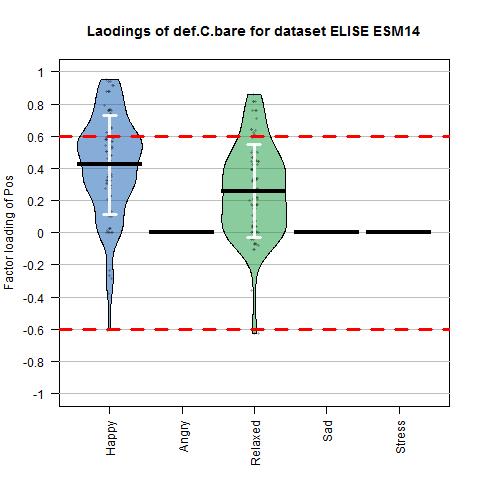 Laodings of def.C.bare for dataset ELISE ESM14
Factor loading of Pos
1
0.8
0.6
0.4
0.2
0
-0.2
-0.4
-0.6
-0.8
-1
Happy
Angry
Relaxed
Sad
Stress